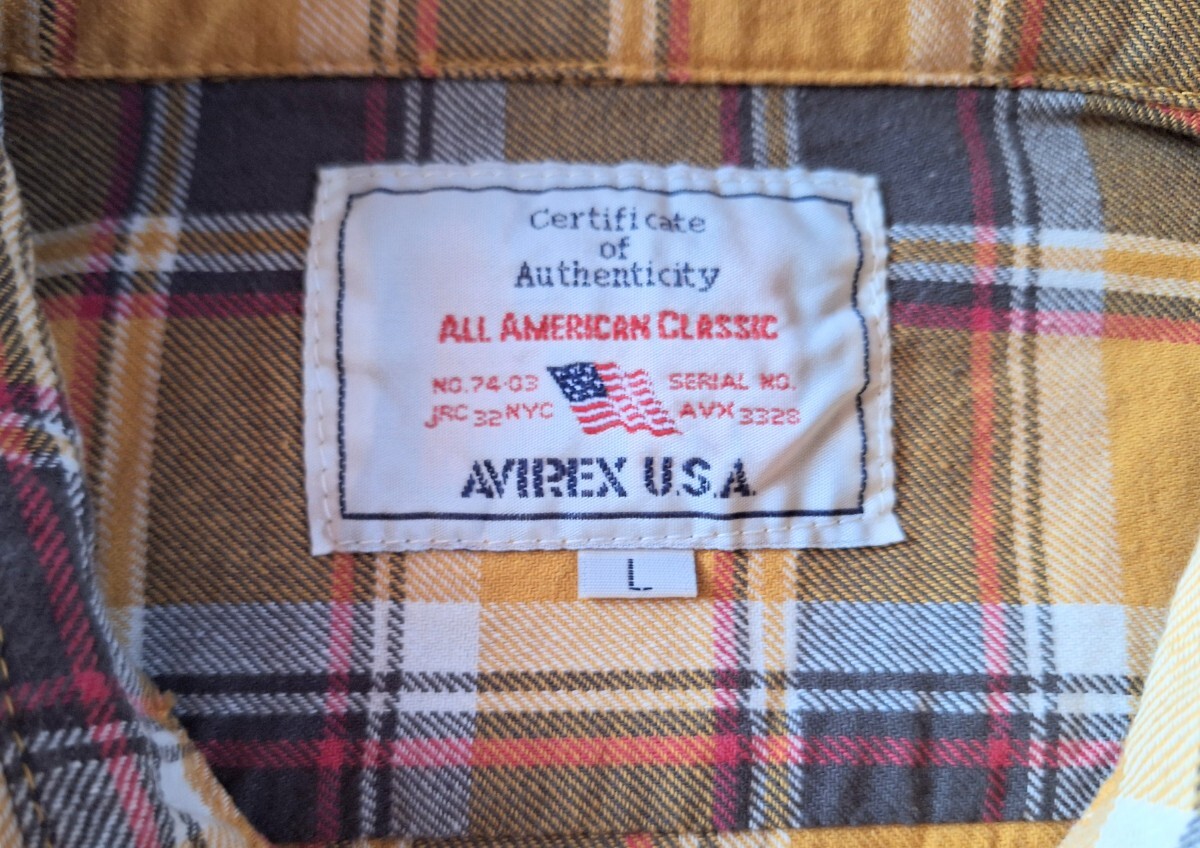 Certificate
of
Authenticity
ALL AMERICAN CLASSIC
NO.74-03 SERIAL NO.
JRC 32 NYC AVX 3328
AVIREX U.S.A.
L